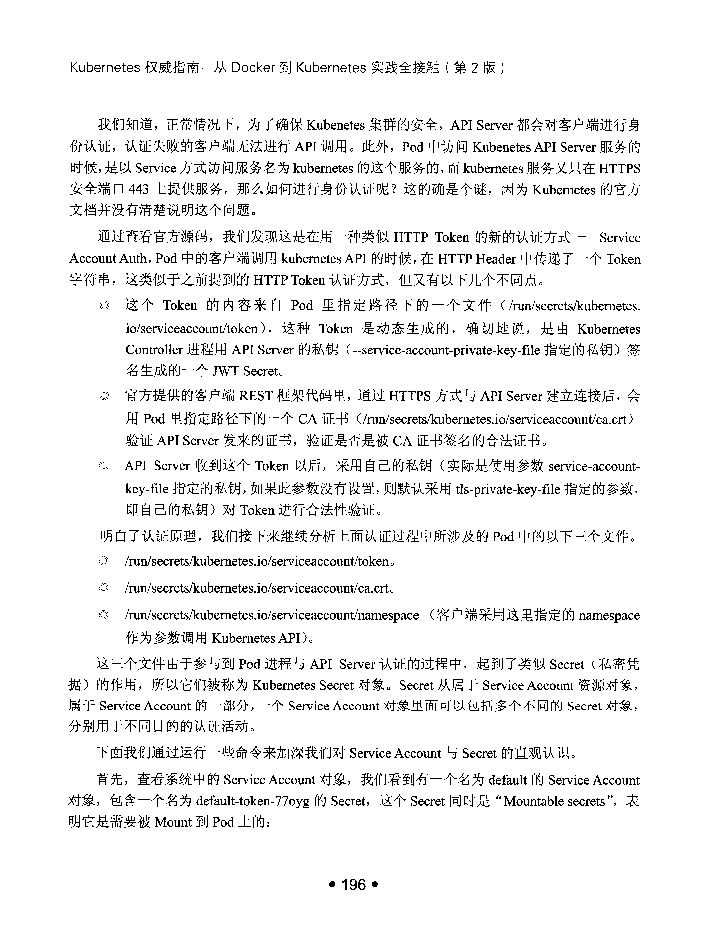 Kubernetes 权威指南：从 Docker 到 Kubernetes 实践全接触（第 2 版）
我们知道，正常情况下，为了确保 Kubenetes 集群的安全，API Server 都会对客户端进行身
份认证，认证失败的客户端无法进行 API 调用。此外，Pod 中访问 Kubenetes API Server 服务的
时候，是以 Service 方式访问服务名为 kubernetes 的这个服务的，而 kubernetes 服务又只在 HTTPS
安全端口 443 上提供服务，那么如何进行身份认证呢？这的确是个谜，因为 Kubernetes 的官方
文档并没有清楚说明这个问题。
通过查看官方源码，我们发现这是在用一种类似 HTTP Token 的新的认证方式——Service
Account Auth，Pod 中的客户端调用 kubernetes API 的时候，在 HTTP Header 中传递了一个 Token
字符串，这类似于之前提到的 HTTP Token 认证方式，但又有以下几个不同点。
这个 Token 的内容来自 Pod 里指定路径下的一个文件（/run/secrets/kubernetes.
io/serviceaccount/token），这种 Token 是动态生成的，确切地说，是由 Kubernetes
Controller 进程用 API Server 的私钥（--service-account-private-key-file 指定的私钥）签
名生成的一个 JWT Secret。
官方提供的客户端 REST 框架代码里，通过 HTTPS 方式与 API Server 建立连接后，会
用 Pod 里指定路径下的一个 CA 证书（/run/secrets/kubernetes.io/serviceaccount/ca.crt）
验证 API Server 发来的证书，验证是否是被 CA 证书签名的合法证书。
API Server 收到这个 Token 以后，采用自己的私钥（实际是使用参数 service-account-
key-file 指定的私钥，如果此参数没有设置，则默认采用 tls-private-key-file 指定的参数，
即自己的私钥）对 Token 进行合法性验证。
明白了认证原理，我们接下来继续分析上面认证过程中所涉及的 Pod 中的以下三个文件。
/run/secrets/kubernetes.io/serviceaccount/token。
/run/secrets/kubernetes.io/serviceaccount/ca.crt。
/run/secrets/kubernetes.io/serviceaccount/namespace （客户端采用这里指定的 namespace
作为参数调用 Kubernetes API）。
这三个文件由于参与到 Pod 进程与 API Server 认证的过程中，起到了类似 Secret（私密凭
据）的作用，所以它们被称为 Kubernetes Secret 对象。Secret 从属于 Service Account 资源对象，
属于 Service Account 的一部分，一个 Service Account 对象里面可以包括多个不同的 Secret 对象，
分别用于不同目的的认证活动。
下面我们通过运行一些命令来加深我们对 Service Account 与 Secret 的直观认识。
首先，查看系统中的 Service Account 对象，我们看到有一个名为 default 的 Service Account
对象，包含一个名为 default-token-77oyg 的 Secret，这个 Secret 同时是“Mountable secrets”，表
明它是需要被 Mount 到 Pod 上的：
• 196 •